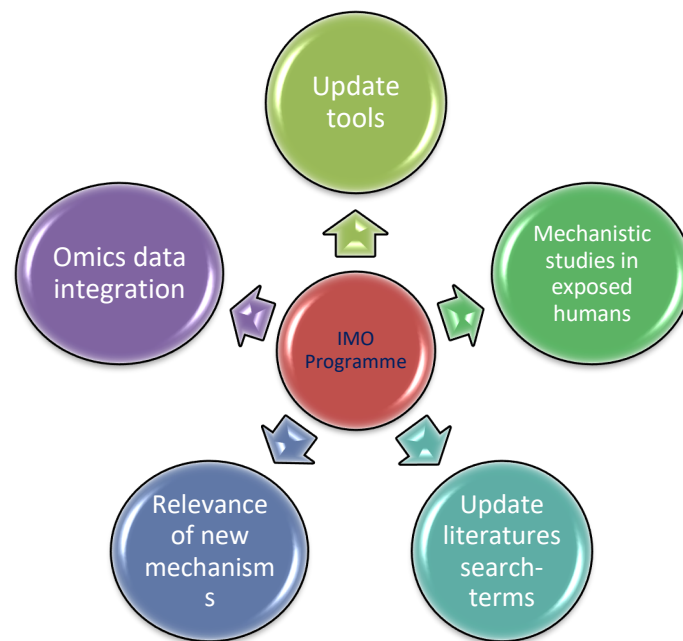 Update
tools
Omics data
integration
Mechanistic
studies in
exposed
humans
IMO
Programme
Relevance
of new
mechanism
s
Update
literatures
search-
terms